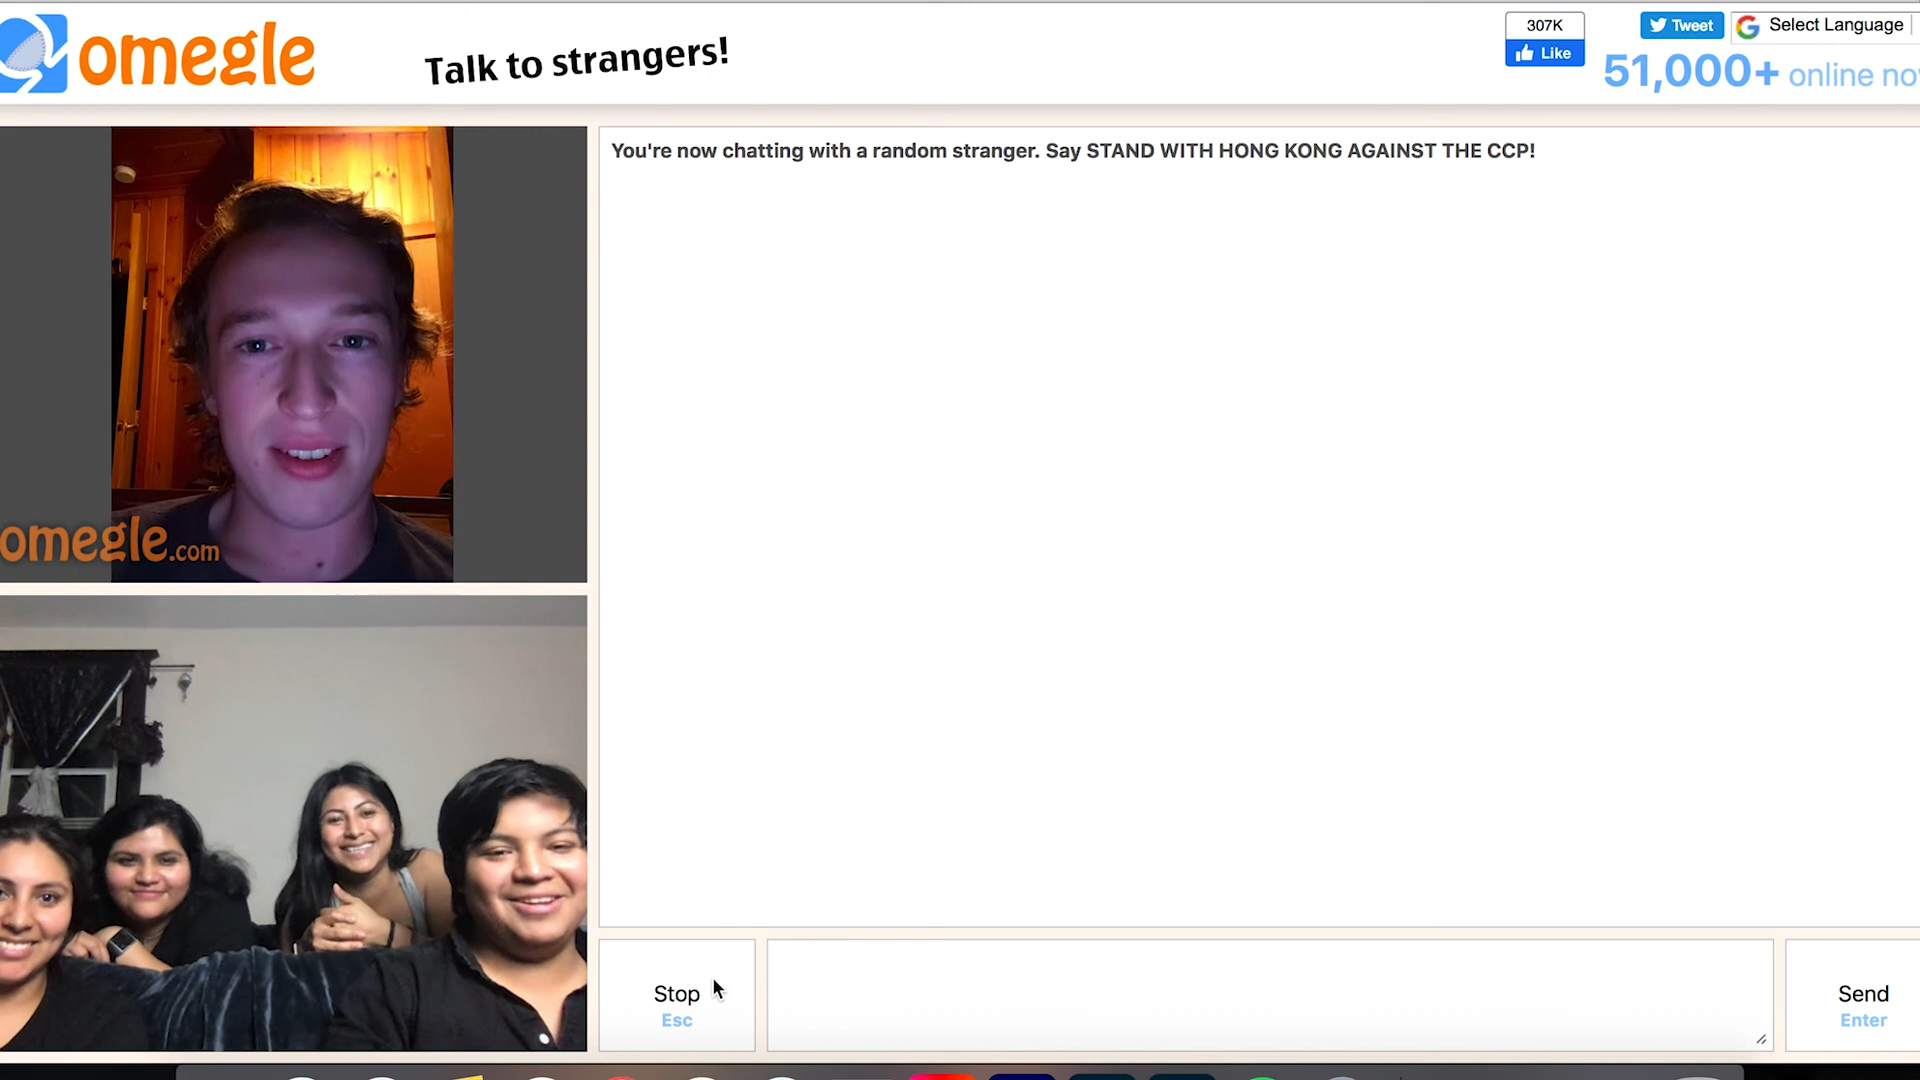 omegle
Talk to strangers!
307K
Like
Tweet
Select Language
51,000+ online no
You're now chatting with a random stranger. Say STAND WITH HONG KONG AGAINST THE CCP!
omegle.com
Stop
Esc
Send
Enter